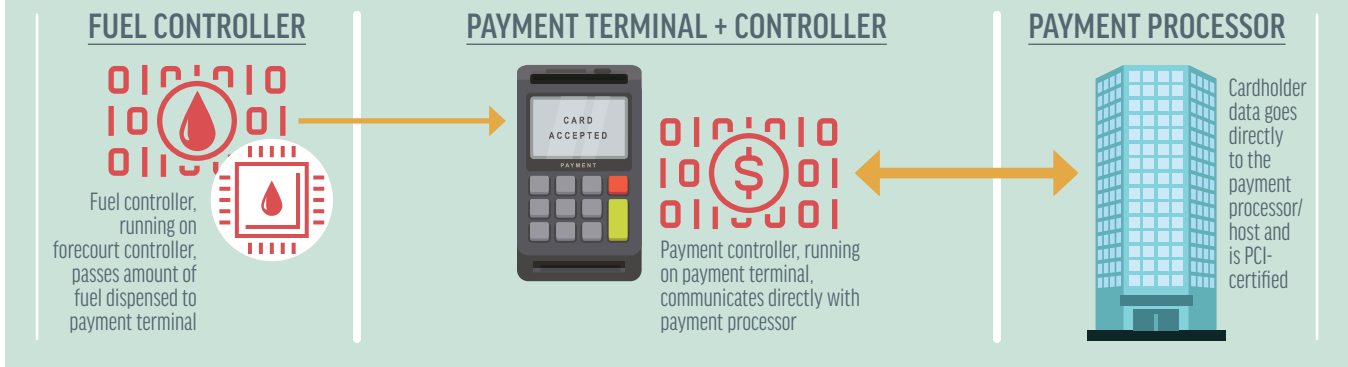 FUEL CONTROLLER
Fuel controller,
running on
forecourt controller,
passes amount of
fuel dispensed to
payment terminal
PAYMENT TERMINAL + CONTROLLER
CARD
ACCEPTED
PAYMENT
Payment controller, running
on payment terminal,
communicates directly with
payment processor
$
PAYMENT PROCESSOR
Cardholder
data goes
directly
to the
payment
processor/
host and
is PCI-
certified